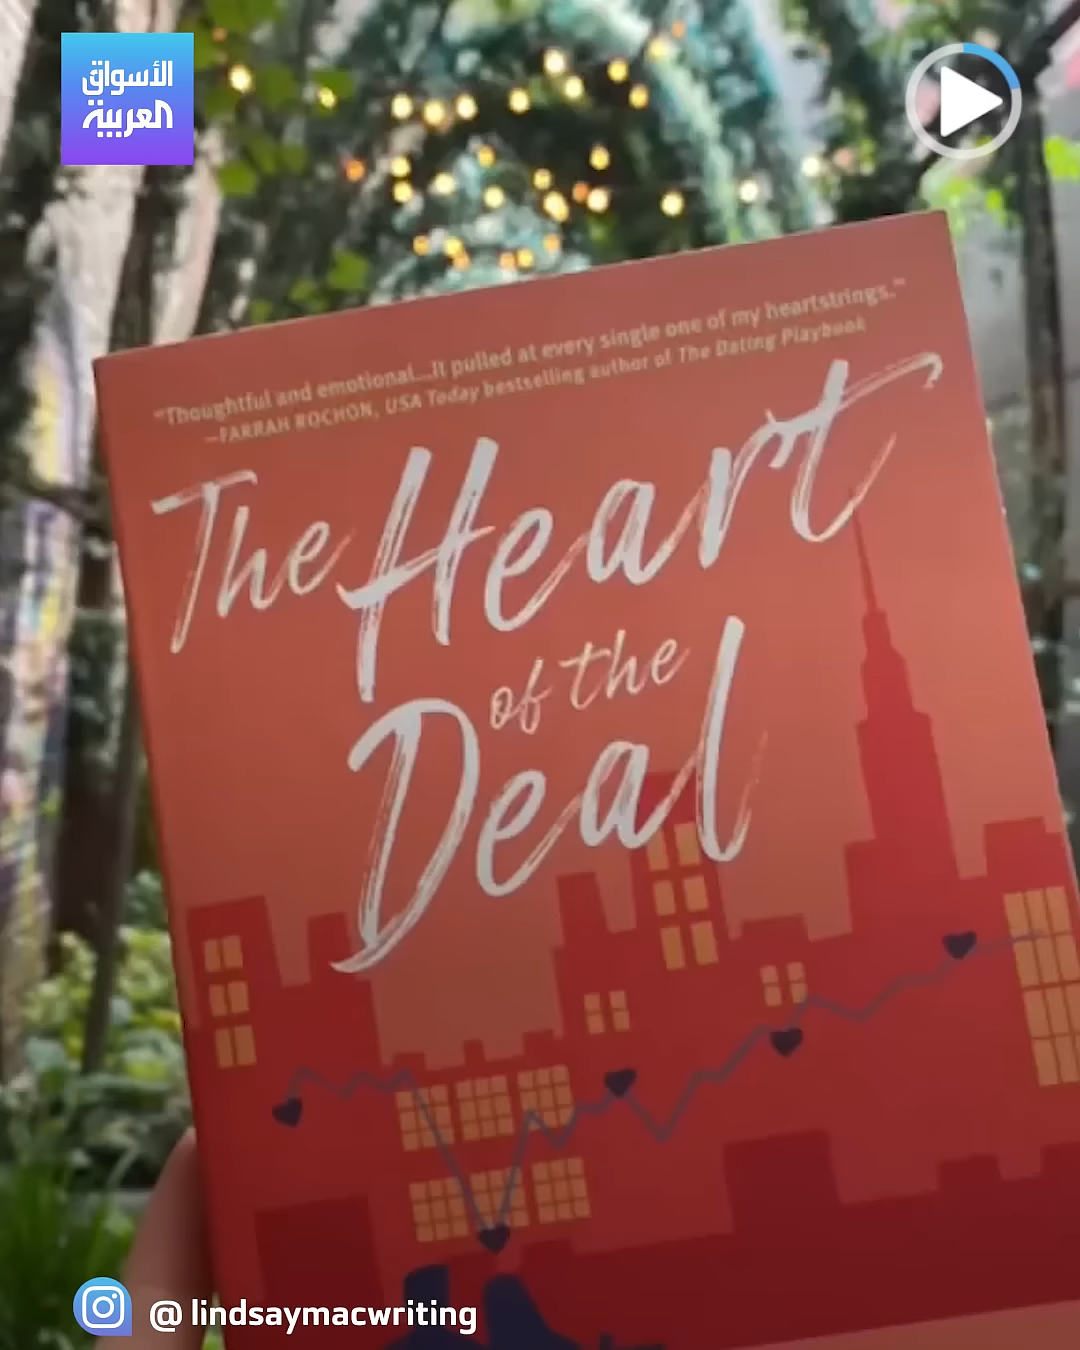 الأسواق
العربية
"Thoughtful and emotional...It pulled at every single one of my heartstrings."
—FARRAH ROCHON, USA Today bestselling author of The Dating Playbook
The Heart
of the
Deal
@lindsaymacwriting